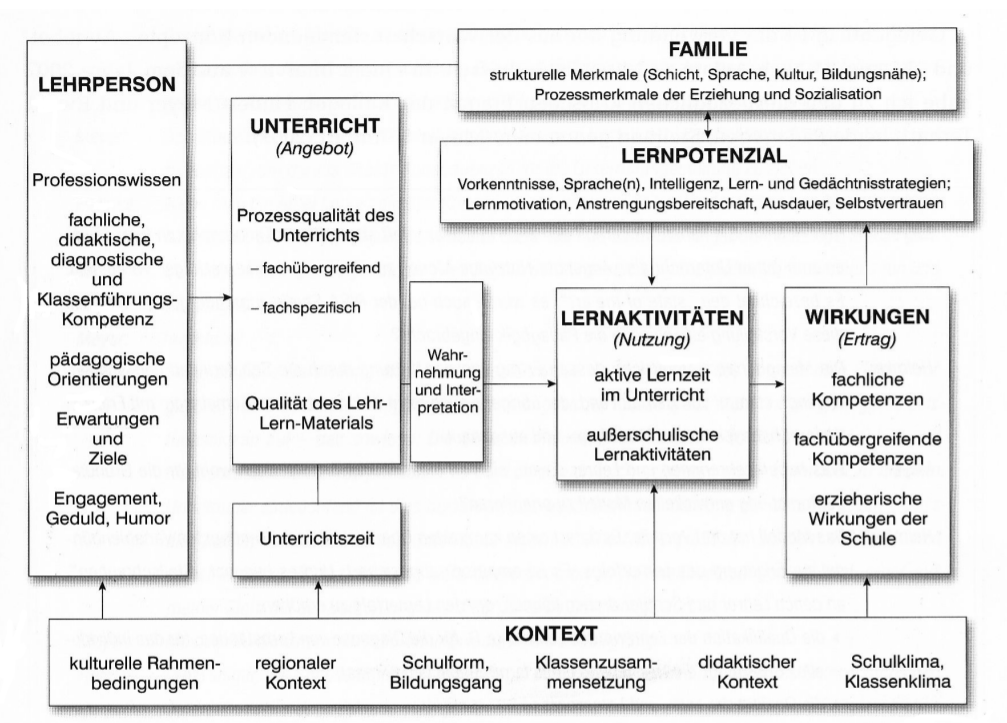 LEHRPERSON
Professionswissen
fachliche,
didaktische,
diagnostische
und
Klassenführungs-
Kompetenz
pädagogische
Orientierungen
Erwartungen
und
Ziele
Engagement,
Geduld, Humor
UNTERRICHT
(Angebot)
Prozessqualität des
Unterrichts
– fachübergreifend
– fachspezifisch
Qualität des Lehr-
Lern-Materials
Unterrichtszeit
Wahr-
nehmung
und Inter-
pretation
FAMILIE
strukturelle Merkmale (Schicht, Sprache, Kultur, Bildungsnähe);
Prozessmerkmale der Erziehung und Sozialisation
LERNPOTENZIAL
Vorkenntnisse, Sprache(n), Intelligenz, Lern- und Gedächtnisstrategien;
Lernmotivation, Anstrengungsbereitschaft, Ausdauer, Selbstvertrauen
LERNAKTIVITÄTEN
(Nutzung)
aktive Lernzeit
im Unterricht
außerschulische
Lernaktivitäten
WIRKUNGEN
(Ertrag)
fachliche
Kompetenzen
fachübergreifende
Kompetenzen
erzieherische
Wirkungen der
Schule
KONTEXT
kulturelle Rahmen-
bedingungen
regionaler
Kontext
Schulform,
Bildungsgang
Klassenzusam-
mensetzung
didaktischer
Kontext
Schulklima,
Klassenklima